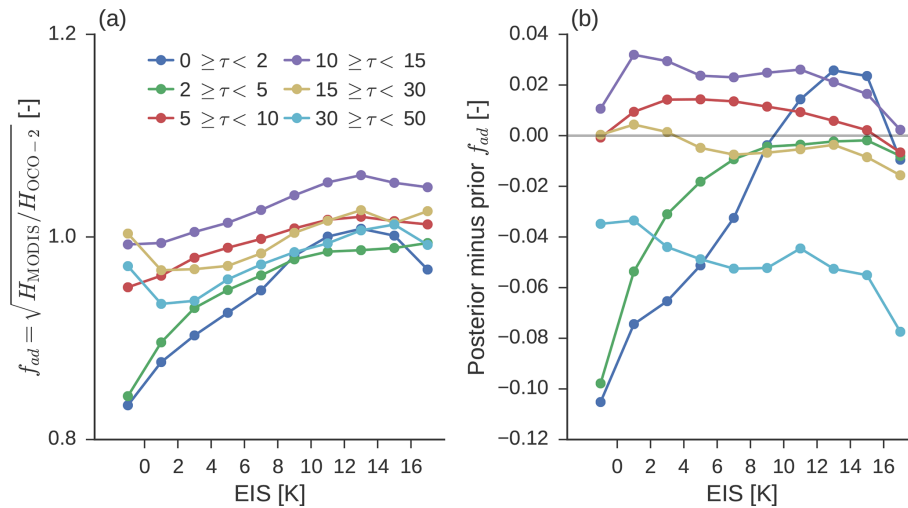 (a)
1.2
1.0
0.8
f_ad = √H_MODIS/H_OCO−2 [-]
0 ≥τ< 2
2 ≥τ< 5
5 ≥τ< 10
10 ≥τ< 15
15 ≥τ< 30
30 ≥τ< 50
0 2 4 6 8 10 12 14 16
EIS [K]
(b)
0.04
0.02
0.00
−0.02
−0.04
−0.06
−0.08
−0.10
−0.12
Posterior minus prior f_ad [-]
0 2 4 6 8 10 12 14 16
EIS [K]